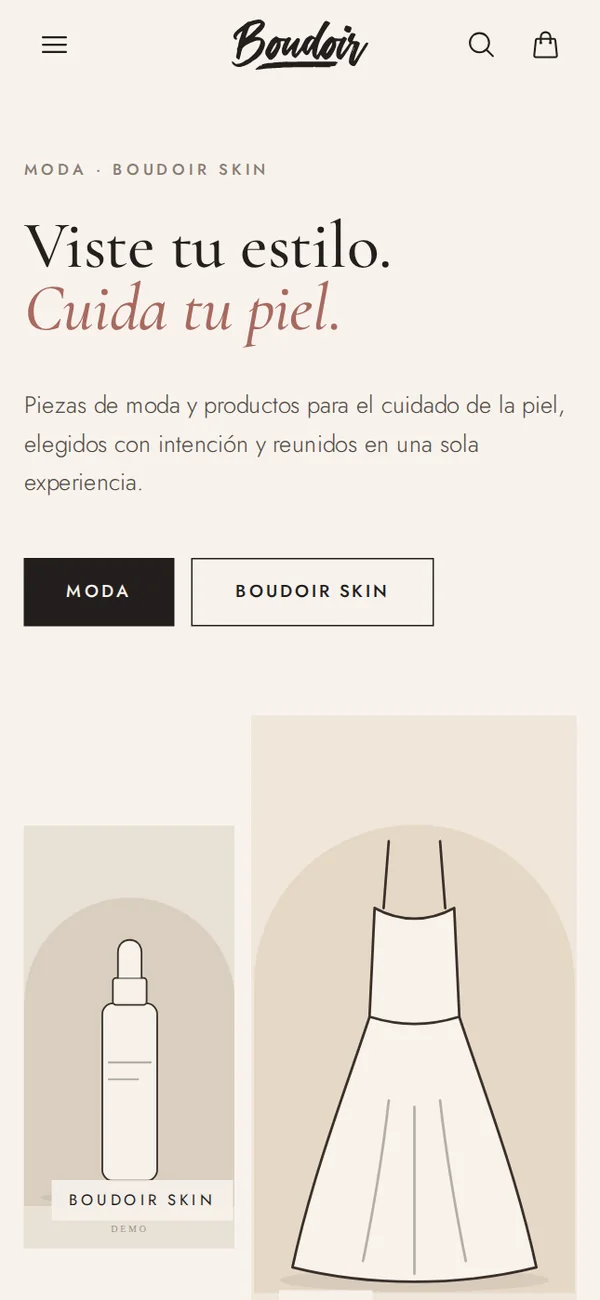 Boudoir
MODA · BOUDOIR SKIN
Viste tu estilo.
Cuida tu piel.
Piezas de moda y productos para el cuidado de la piel,
elegidos con intención y reunidos en una sola
experiencia.
MODA
BOUDOIR SKIN
BOUDOIR SKIN
DEMO